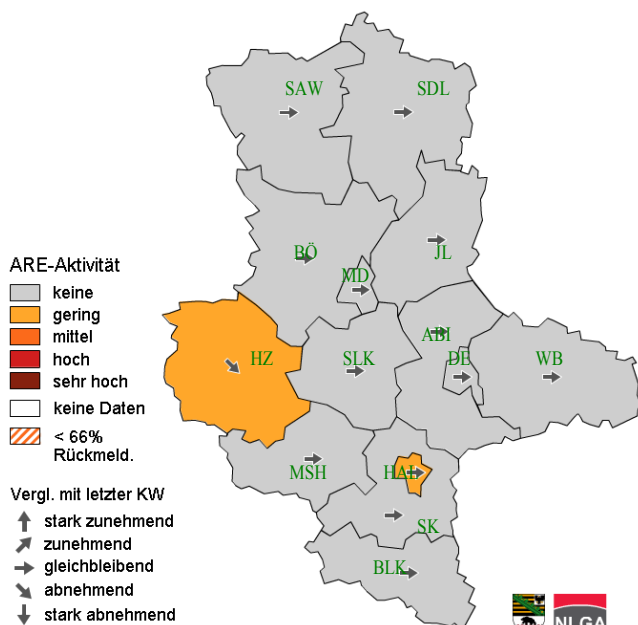 SAW
SDL
BÖ
MD
JL
ARE-Aktivität
keine
gering
mittel
hoch
sehr hoch
keine Daten
< 66%
Rückmeld.
HZ
SLK
ABI
DE
WB
MSH
HAL
SK
BLK
Vergl. mit letzter KW
stark zunehmend
zunehmend
gleichbleibend
abnehmend
stark abnehmend
NLGA